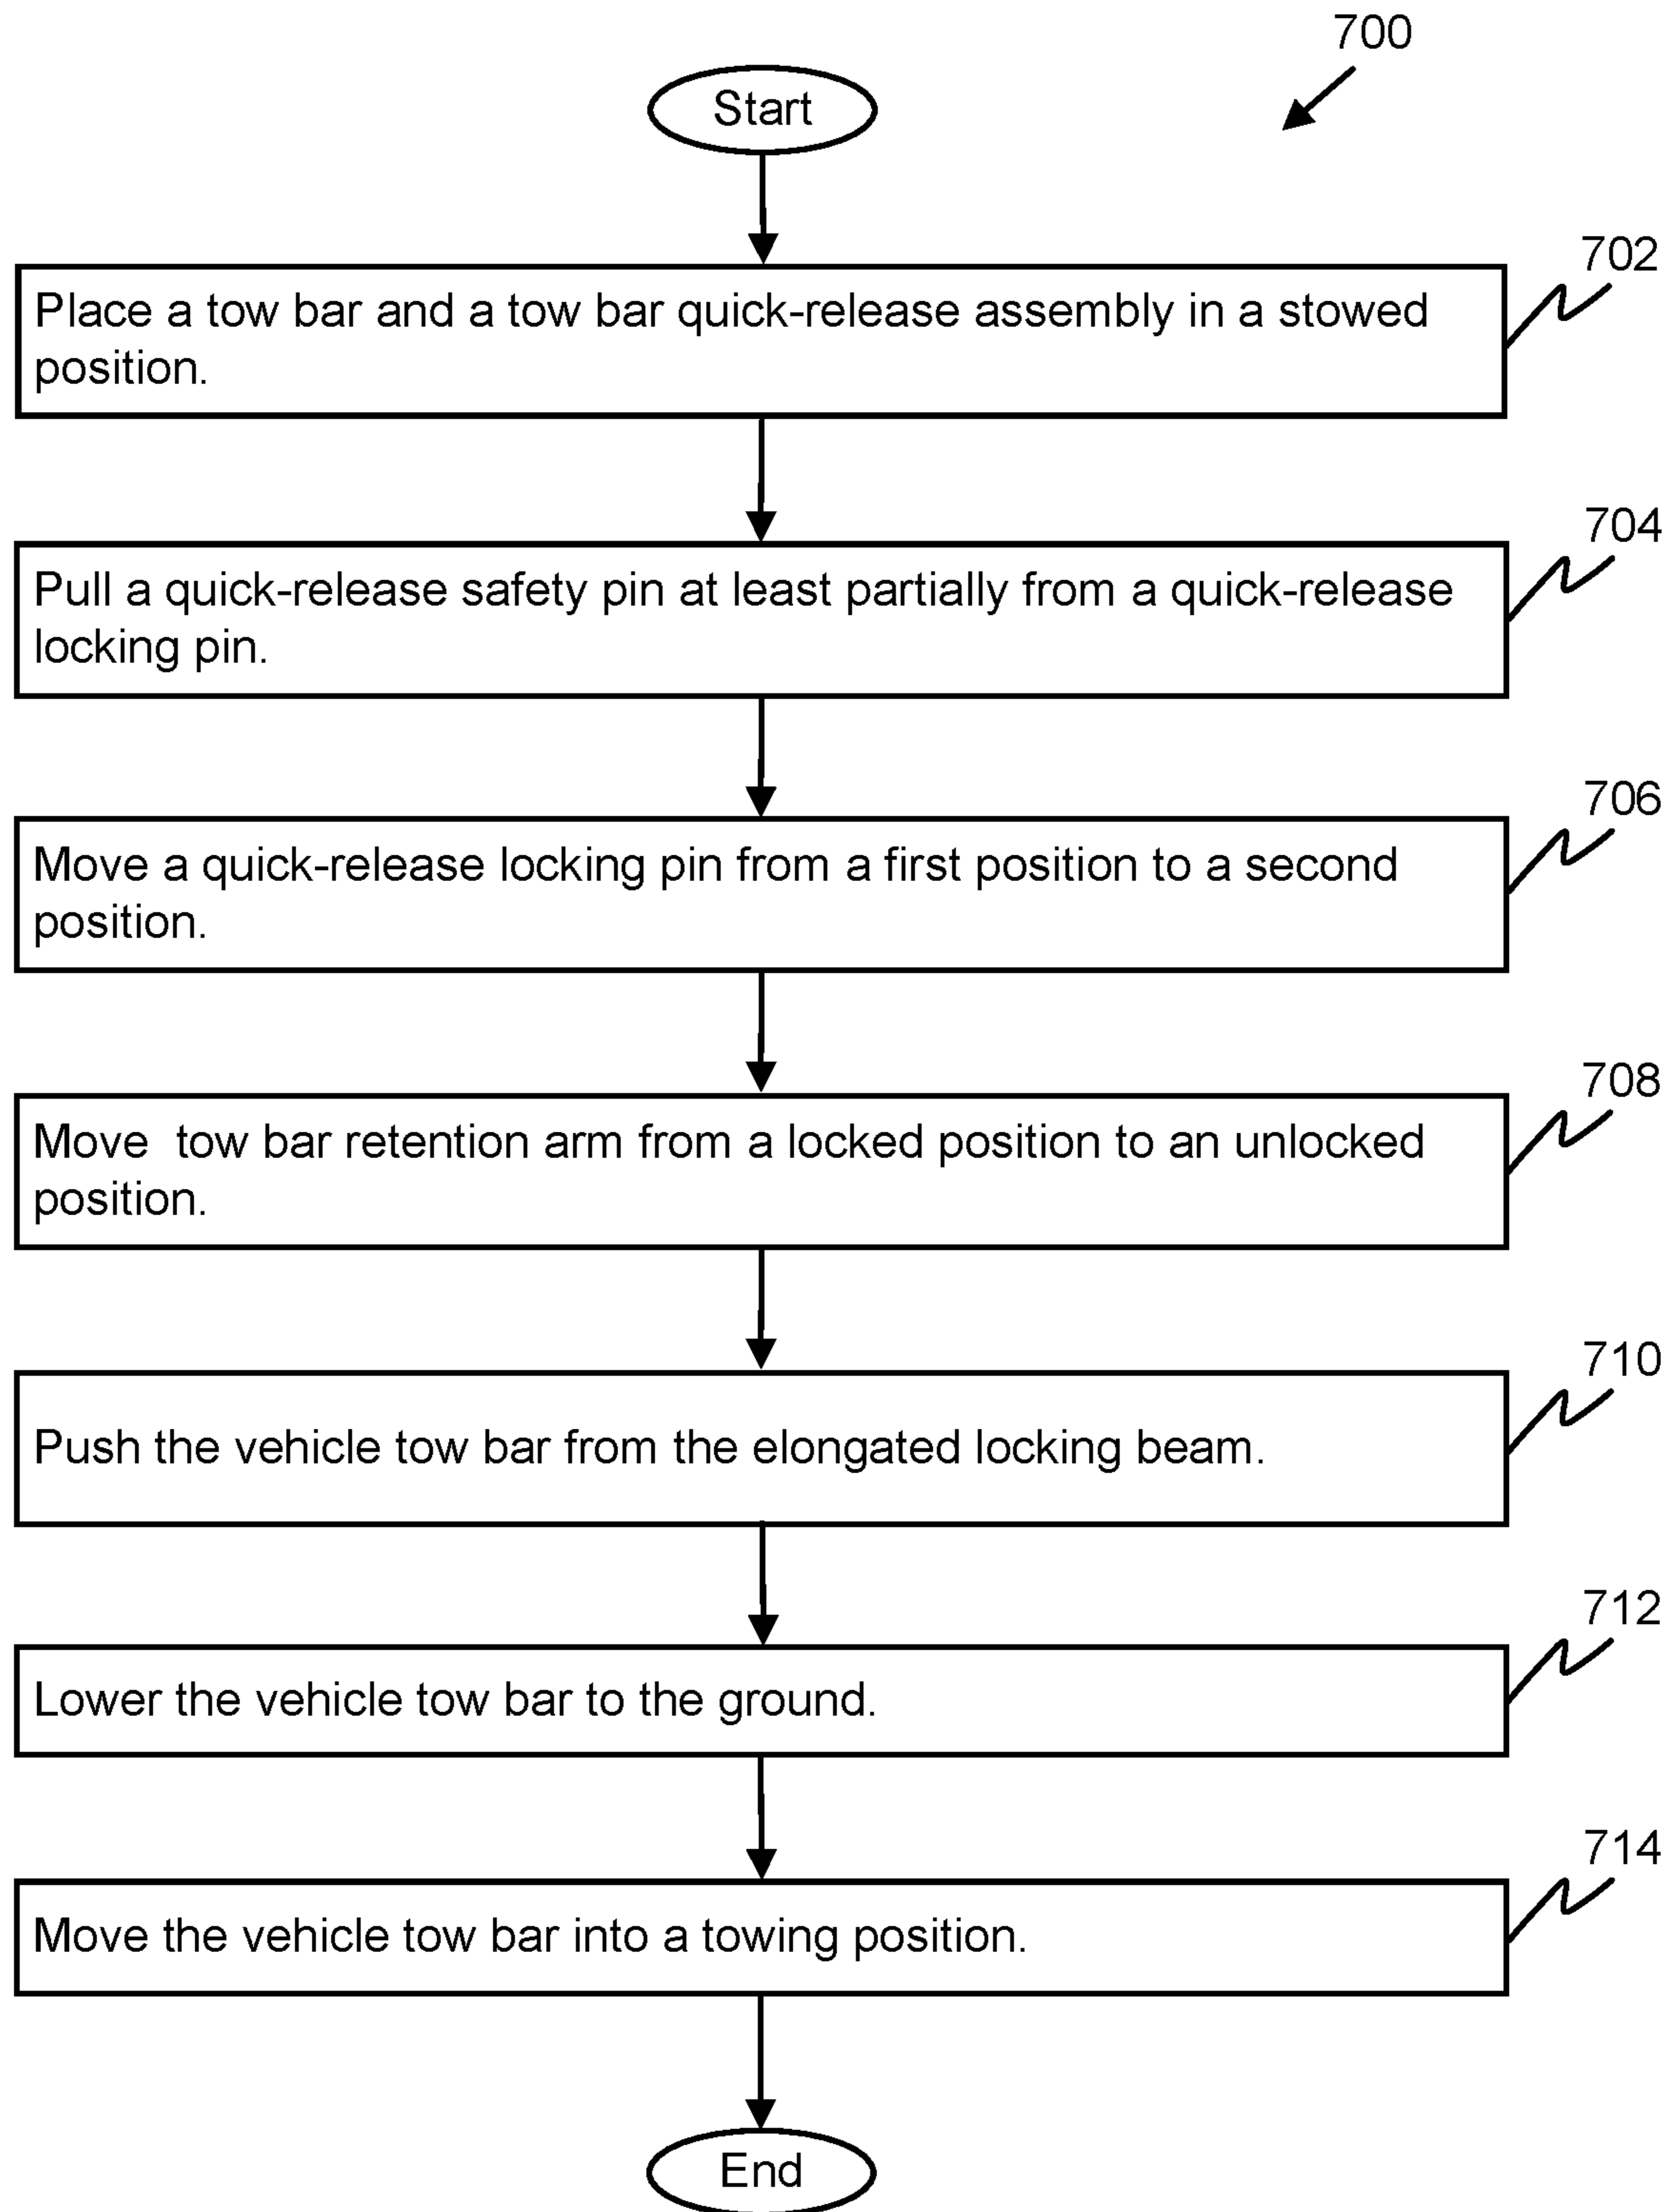 700
Start
702
Place a tow bar and a tow bar quick-release assembly in a stowed
position.
704
Pull a quick-release safety pin at least partially from a quick-release
locking pin.
706
Move a quick-release locking pin from a first position to a second
position.
708
Move  tow bar retention arm from a locked position to an unlocked
position.
710
Push the vehicle tow bar from the elongated locking beam.
712
Lower the vehicle tow bar to the ground.
714
Move the vehicle tow bar into a towing position.
End